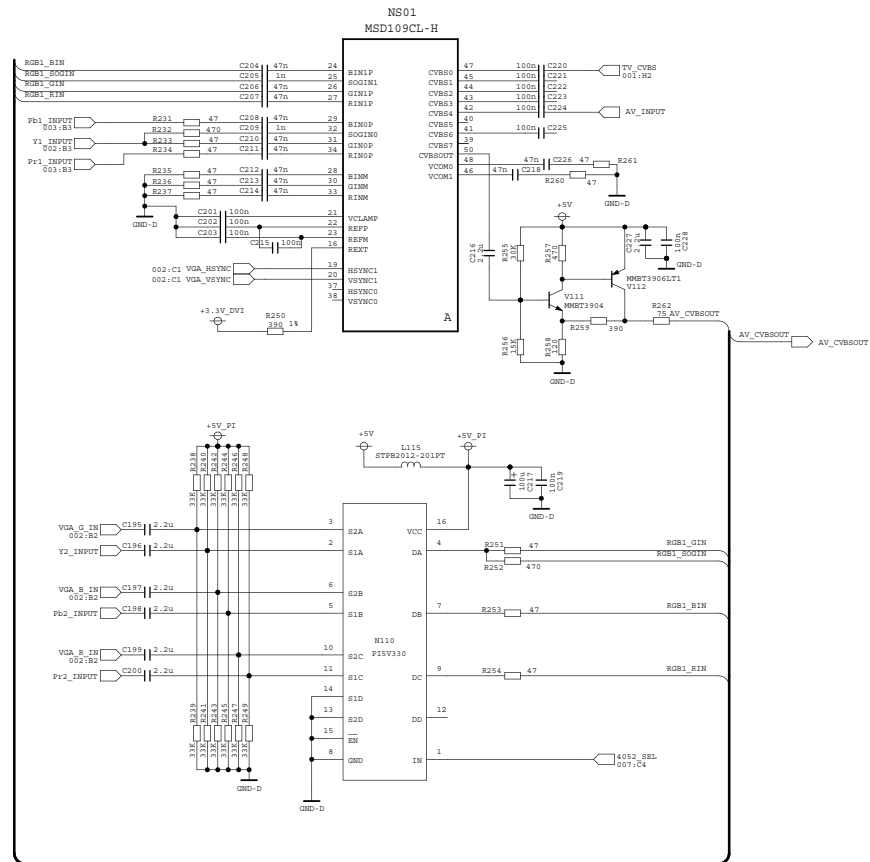 NS01
MSD109CL-H
RGB1_BIN
RGB1_SOGIN
RGB1_GIN
RGB1_RIN
C204 47n
C205 1n
C206 47n
C207 47n
24 BIN1P
25 SOGIN1
26 GIN1P
27 RIN1P
Pb1_INPUT
003:B3
Y1_INPUT
002:B3
Pr1_INPUT
003:B3
R231 47
R232 470
R233 47
R234 47
C208 47n
C209 1n
C210 47n
C211 47n
29 BIN0P
32 SOGIN0
31 GIN0P
34 RIN0P
R235 47
R236 47
R237 47
C212 47n
C213 47n
C214 47n
28 BINM
30 GINM
33 RINM
GND-D
C201 100n
C202 100n
C203 100n
C215 100n
21 VCLAMP
22 REFP
23 REFM
16 REXT
002:C1 VGA_HSYNC
002:C1 VGA_VSYNC
19 HSYNC1
20 VSYNC1
37 HSYNC0
38 VSYNC0
+3.3V_DVI
R250
390 1%
A
CVBS0 47
CVBS1 45
CVBS2 44
CVBS3 43
CVBS4 42
CVBS5 40
CVBS6 41
CVBS7 39
CVBSOUT 50
VCOM0 48
VCOM1 46
100n C220
100n C221
100n C222
100n C223
100n C224
100n C225
TV_CVBS
001:H2
AV_INPUT
47n C226 47 R261
47n C218
R260 47
GND-D
+5V
C216
2.2u
R255
30K
R257
470
C227
2.2u
C228
100n
GND-D
MMBT3906LT1
V112
V111
MMBT3904
R262
75 AV_CVBSOUT
R259 390
R256
15K
R258
120
GND-D
AV_CVBSOUT
AV_CVBSOUT
+5V_PI
R238
R240
R242
R244
R246
R248
33K
33K
33K
33K
33K
33K
+5V
L115
STPB2012-201PT
+5V_PI
100u
C217
100n
C219
GND-D
VGA_G_IN
002:B2
C195 2.2u
Y2_INPUT
C196 2.2u
VGA_B_IN
002:B2
C197 2.2u
Pb2_INPUT
C198 2.2u
VGA_R_IN
002:B2
C199 2.2u
Pr2_INPUT
C200 2.2u
3 S2A
2 S1A
6 S2B
5 S1B
10 S2C
11 S1C
14 S1D
13 S2D
15 EN
8 GND
N110
PI5V330
VCC 16
DA 4
DB 7
DC 9
DD 12
IN 1
R251 47
R252 470
R253 47
R254 47
RGB1_GIN
RGB1_SOGIN
RGB1_BIN
RGB1_RIN
4052_SEL
007:C4
R239
R241
R243
R245
R247
R249
33K
33K
33K
33K
33K
33K
GND-D
GND-D